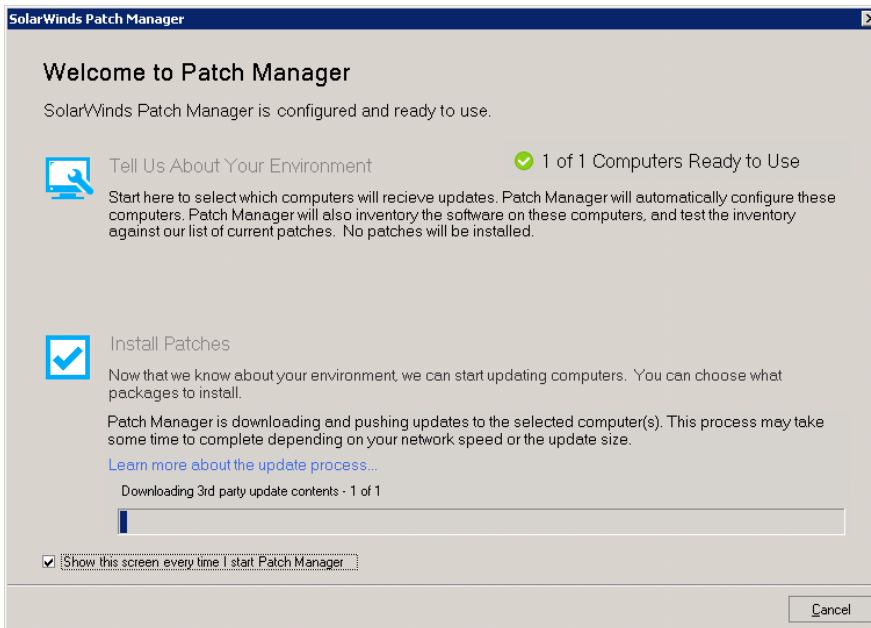 SolarWinds Patch Manager
Welcome to Patch Manager
SolarWinds Patch Manager is configured and ready to use.
Tell Us About Your Environment
1 of 1 Computers Ready to Use
Start here to select which computers will recieve updates. Patch Manager will automatically configure these
computers. Patch Manager will also inventory the software on these computers, and test the inventory
against our list of current patches. No patches will be installed.
Install Patches
Now that we know about your environment, we can start updating computers. You can choose what
packages to install.
Patch Manager is downloading and pushing updates to the selected computer(s). This process may take
some time to complete depending on your network speed or the update size.
Learn more about the update process...
Downloading 3rd party update contents - 1 of 1
Show this screen every time I start Patch Manager
Cancel